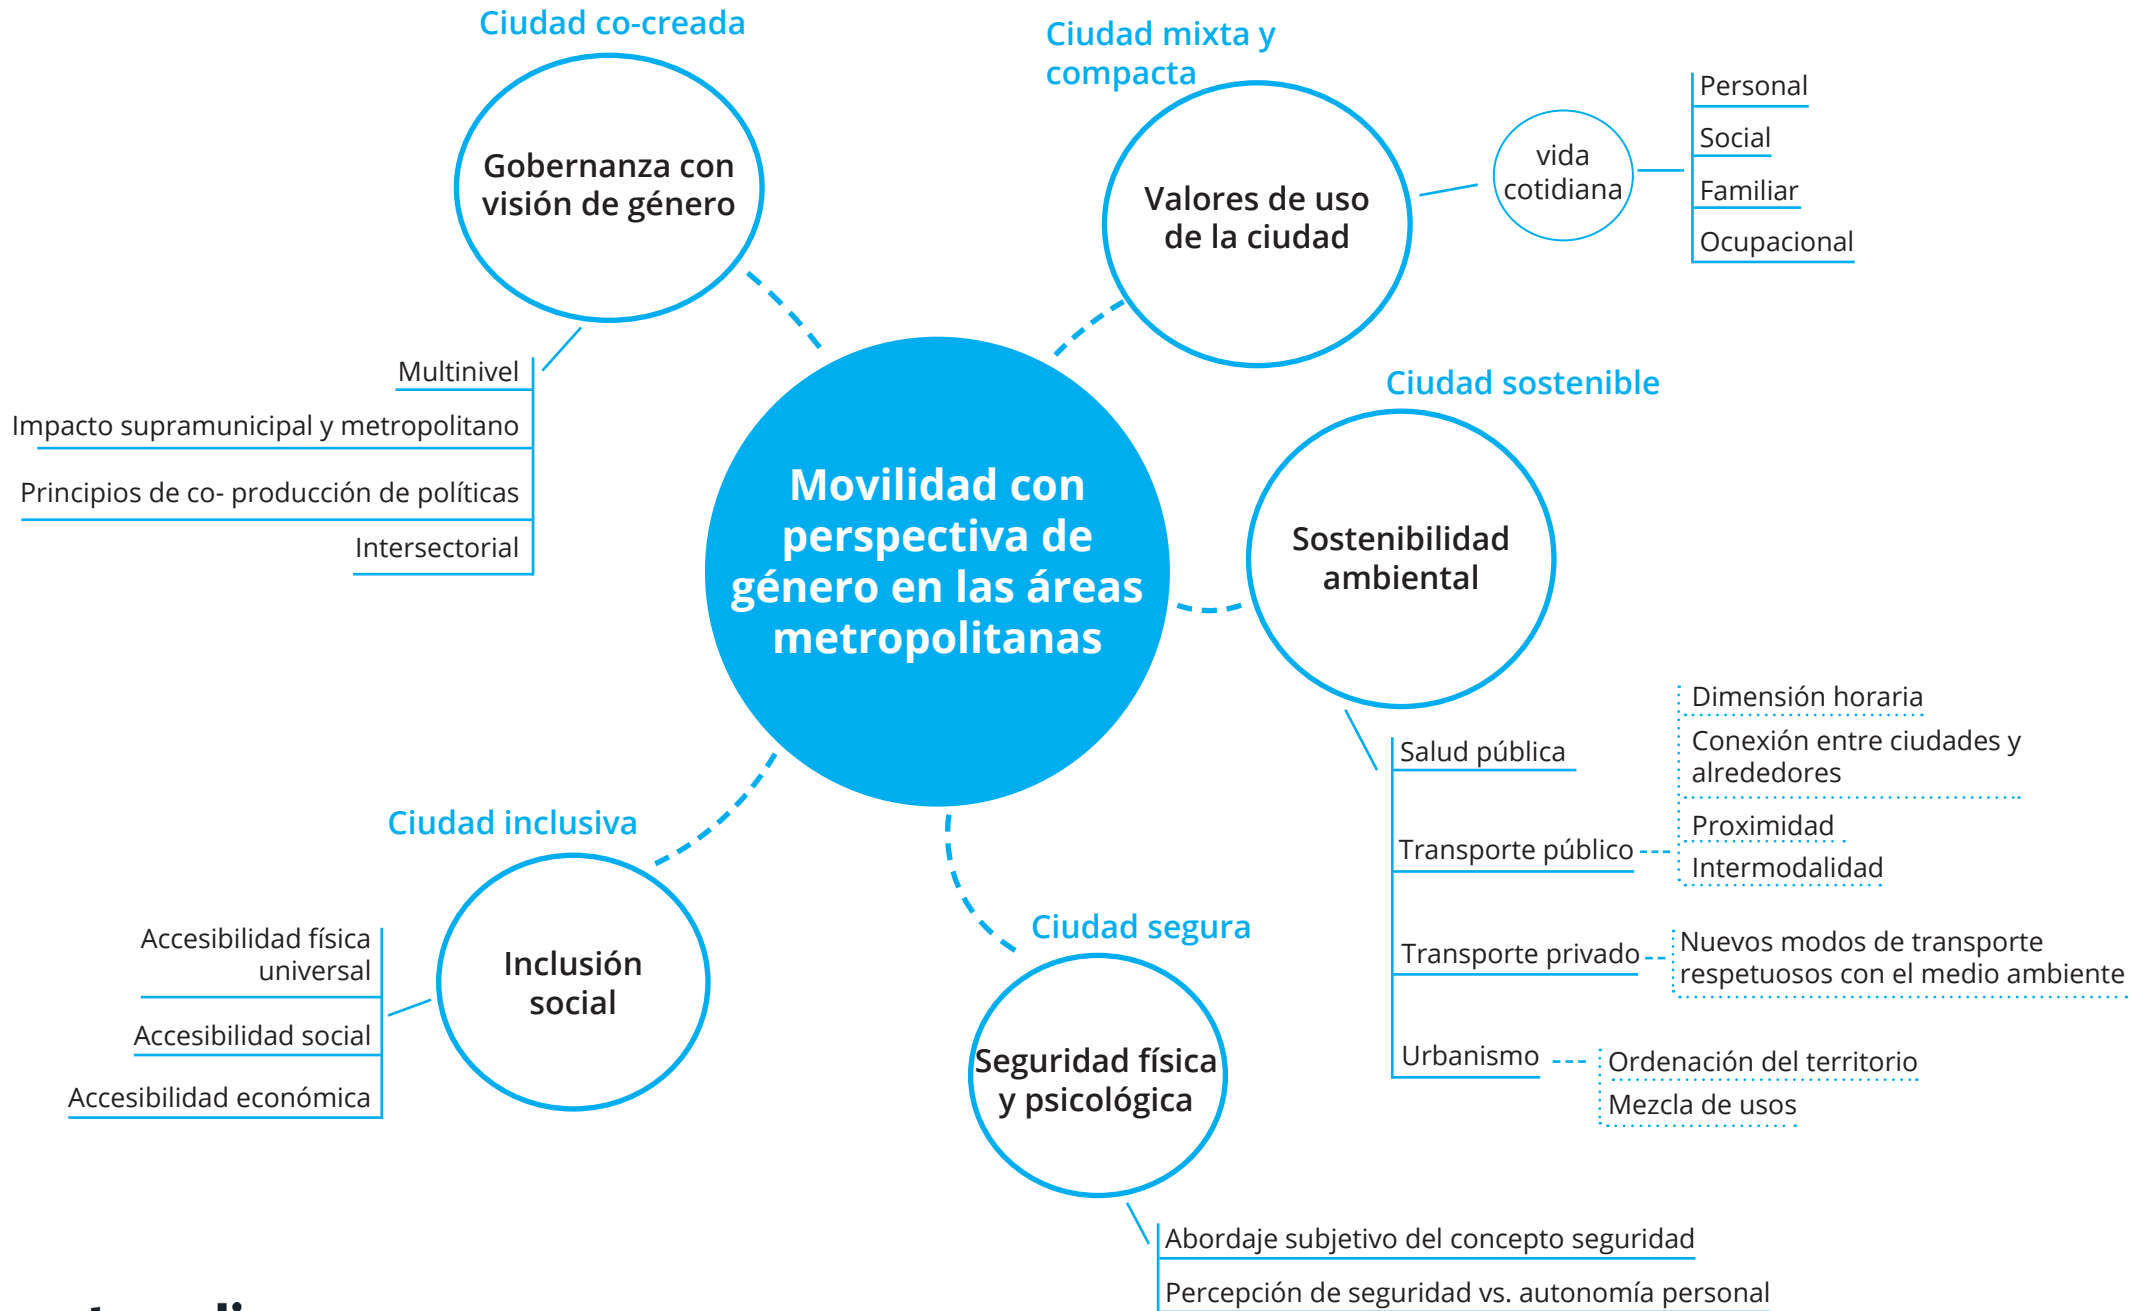 Ciudad co-creada
Gobernanza con
visión de género
Multinivel
Impacto supramunicipal y metropolitano
Principios de co- producción de políticas
Intersectorial
Ciudad mixta y
compacta
Valores de uso
de la ciudad
vida
cotidiana
Personal
Social
Familiar
Ocupacional
Movilidad con
perspectiva de
género en las áreas
metropolitanas
Ciudad sostenible
Sostenibilidad
ambiental
Salud pública
Transporte público
Dimensión horaria
Conexión entre ciudades y
alrededores
Proximidad
Intermodalidad
Transporte privado
Nuevos modos de transporte
respetuosos con el medio ambiente
Urbanismo
Ordenación del territorio
Mezcla de usos
Ciudad inclusiva
Inclusión
social
Accesibilidad física
universal
Accesibilidad social
Accesibilidad económica
Ciudad segura
Seguridad física
y psicológica
Abordaje subjetivo del concepto seguridad
Percepción de seguridad vs. autonomía personal